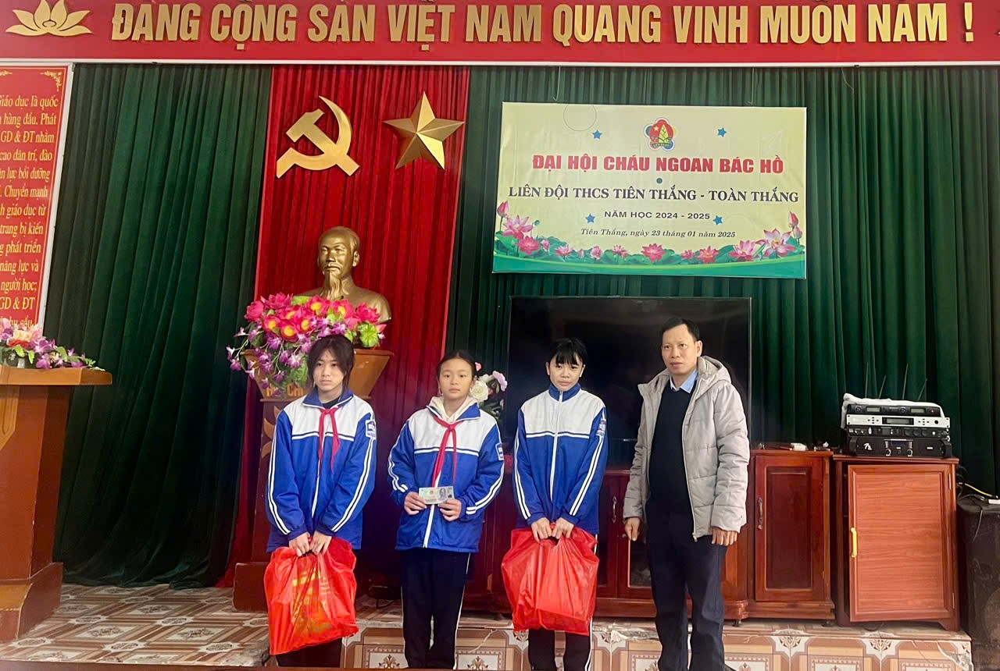 ĐẢNG CỘNG SẢN VIỆT NAM QUANG VINH MUÔN NĂM !
Giáo dục là quốc
hàng đầu. Phát
GD & ĐT nhằm
cao dân trí, đào
lực bồi dưỡng
Chuyển mạnh
giáo dục từ
trang bị kiến
phát triển
năng lực và
người học;
GD & ĐT
ĐẠI HỘI CHÁU NGOAN BÁC HỒ
LIÊN ĐỘI THCS TIÊN THẮNG - TOÀN THẮNG
NĂM HỌC 2024 - 2025
Tiên Thắng, ngày 23 tháng 01 năm 2025